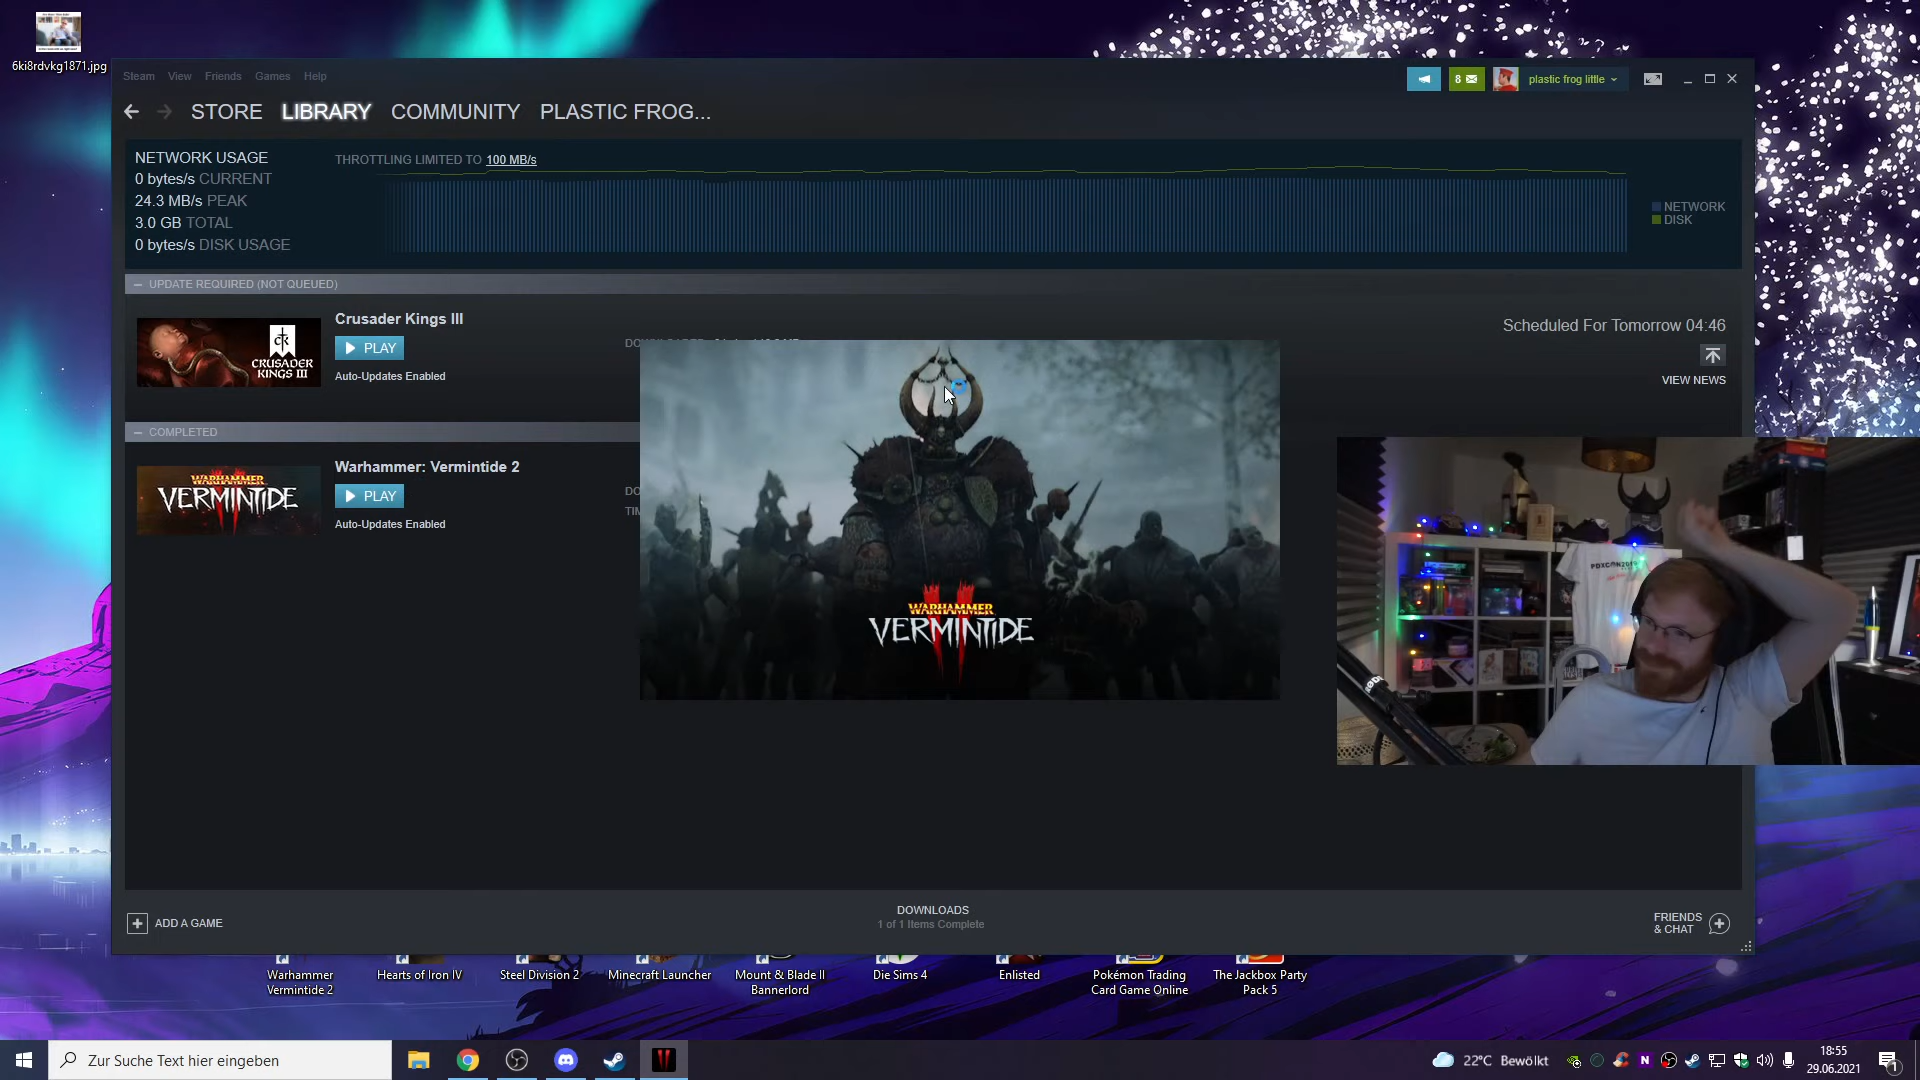 6ki8rdvkg1871.jpg
Steam View Friends Games Help
8
plastic frog little
STORE LIBRARY COMMUNITY PLASTIC FROG...
NETWORK USAGE
0 bytes/s CURRENT
24.3 MB/s PEAK
3.0 GB TOTAL
0 bytes/s DISK USAGE
THROTTLING LIMITED TO 100 MB/s
NETWORK
DISK
UPDATE REQUIRED (NOT QUEUED)
CRUSADER
KINGS III
Crusader Kings III
PLAY
Auto-Updates Enabled
Scheduled For Tomorrow 04:46
VIEW NEWS
COMPLETED
WARHAMMER
VERMINTIDE
II
Warhammer: Vermintide 2
PLAY
Auto-Updates Enabled
WARHAMMER
VERMINTIDE
II
RØDE
ADD A GAME
DOWNLOADS
1 of 1 Items Complete
FRIENDS
& CHAT
Warhammer
Vermintide 2
Hearts of Iron IV
Steel Division 2
Minecraft Launcher
Mount & Blade II
Bannerlord
Die Sims 4
Enlisted
Pokémon Trading
Card Game Online
The Jackbox Party
Pack 5
Zur Suche Text hier eingeben
22°C Bewölkt
18:55
29.06.2021
1